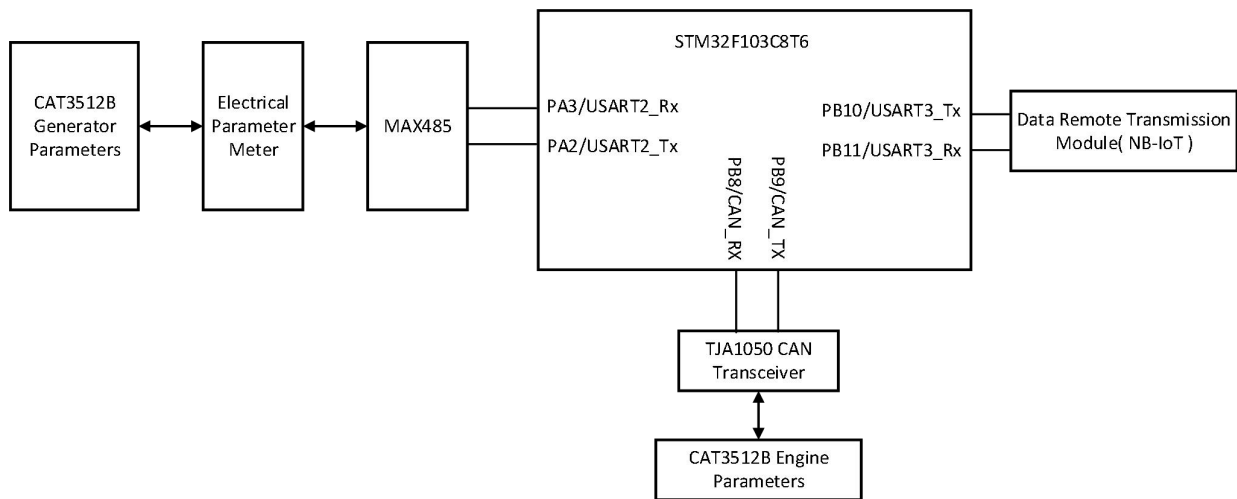 STM32F103C8T6
CAT3512B
Generator
Parameters
Electrical
Parameter
Meter
MAX485
PA3/USART2_Rx
PA2/USART2_Tx
PB8/CAN_RX
PB9/CAN_TX
PB10/USART3_Tx
PB11/USART3_Rx
Data Remote Transmission
Module( NB-IoT )
TJA1050 CAN
Transceiver
CAT3512B Engine
Parameters